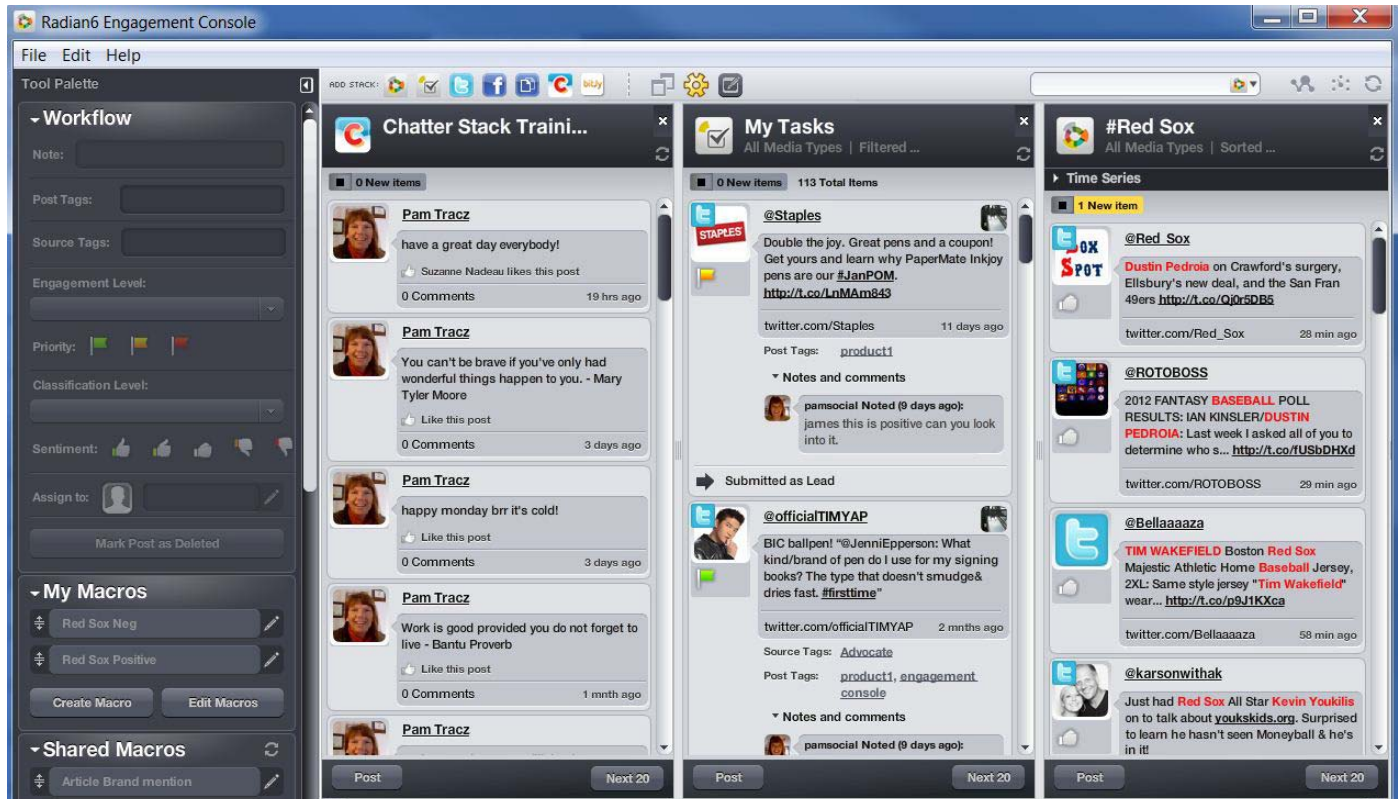 Radian6 Engagement Console
File Edit Help
Tool Palette
Workflow
Note:
Post Tags:
Source Tags:
Engagement Level:
Priority:
Classification Level:
Sentiment:
Assign to:
Mark Post as Deleted
My Macros
Red Sox Neg
Red Sox Positive
Create Macro Edit Macros
Shared Macros
Article Brand mention
ADD STACK: bitly
Chatter Stack Traini...
0 New items
Pam Tracz
have a great day everybody!
Suzanne Nadeau likes this post
0 Comments 19 hrs ago
Pam Tracz
You can't be brave if you've only had
wonderful things happen to you. - Mary
Tyler Moore
Like this post
0 Comments 3 days ago
Pam Tracz
happy monday brr it's cold!
Like this post
0 Comments 3 days ago
Pam Tracz
Work is good provided you do not forget to
live - Bantu Proverb
Like this post
0 Comments 1 mnth ago
Pam Tracz
Post Next 20
My Tasks
All Media Types | Filtered ...
0 New items 113 Total Items
STAPLES
@Staples
Double the joy. Great pens and a coupon!
Get yours and learn why PaperMate Inkjoy
pens are our #JanPOM.
http://t.co/LnMAm843
twitter.com/Staples 11 days ago
Post Tags: product1
Notes and comments
pamsocial Noted (9 days ago):
james this is positive can you look
into it.
Submitted as Lead
@officialTIMYAP
BIC ballpen! “@JenniEpperson: What
kind/brand of pen do I use for my signing
books? The type that doesn't smudge&
dries fast. #firsttime”
twitter.com/officialTIMYAP 2 mnths ago
Source Tags: Advocate
Post Tags: product1, engagement
console
Notes and comments
pamsocial Noted (9 days ago):
Post Next 20
#Red Sox
All Media Types | Sorted ...
Time Series
1 New item
SOX
SPOT
@Red_Sox
Dustin Pedroia on Crawford's surgery,
Ellsbury's new deal, and the San Fran
49ers http://t.co/Qj0r5DB5
twitter.com/Red_Sox 28 min ago
@ROTOBOSS
2012 FANTASY BASEBALL POLL
RESULTS: IAN KINSLER/DUSTIN
PEDROIA: Last week I asked all of you to
determine who s... http://t.co/fUSbDHXd
twitter.com/ROTOBOSS 29 min ago
@Bellaaaaza
TIM WAKEFIELD Boston Red Sox
Majestic Athletic Home Baseball Jersey,
2XL: Same style jersey "Tim Wakefield"
wear... http://t.co/p9J1KXca
twitter.com/Bellaaaaza 58 min ago
@karsonwithak
Just had Red Sox All Star Kevin Youkilis
on to talk about youkskids.org. Surprised
to learn he hasn't seen Moneyball & he's
in it!
Post Next 20